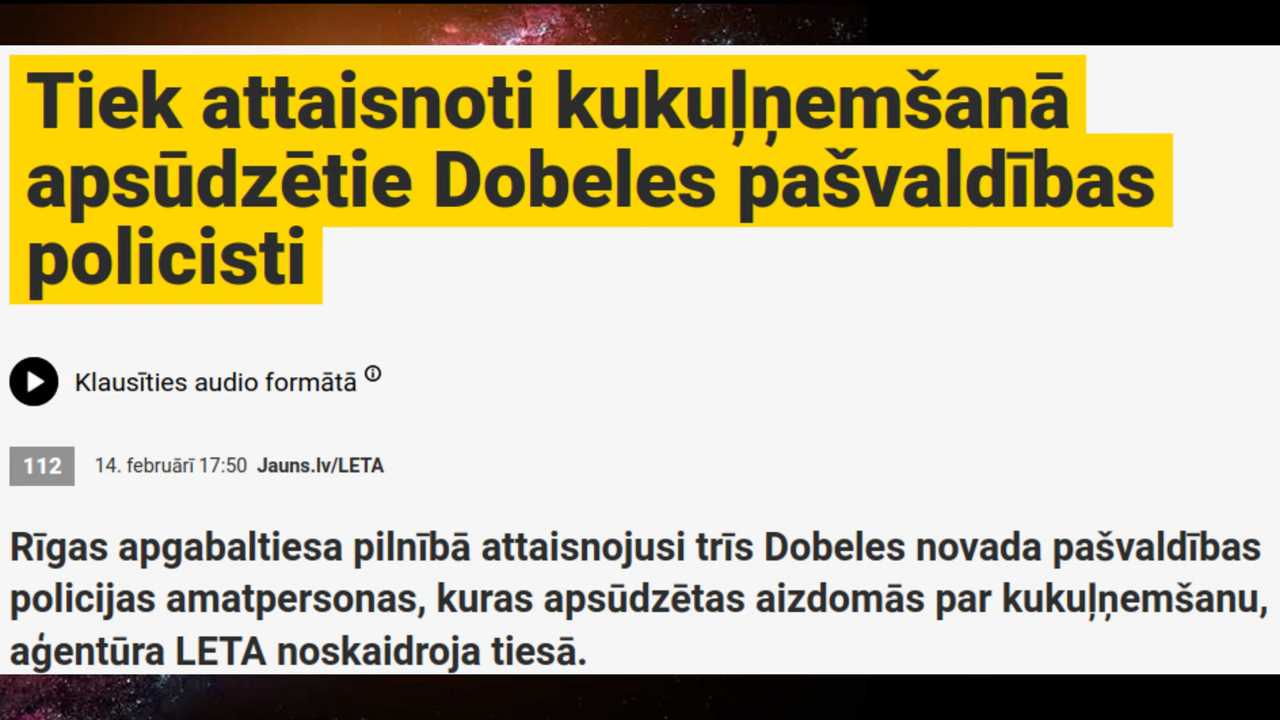 Tiek attaisnoti kukuļņemšanā
apsūdzētie Dobeles pašvaldības
policisti
Klausīties audio formātā
112 14. februārī 17:50 Jauns.lv/LETA
Rīgas apgabaltiesa pilnībā attaisnojusi trīs Dobeles novada pašvaldības
policijas amatpersonas, kuras apsūdzētas aizdomās par kukuļņemšanu,
aģentūra LETA noskaidroja tiesā.